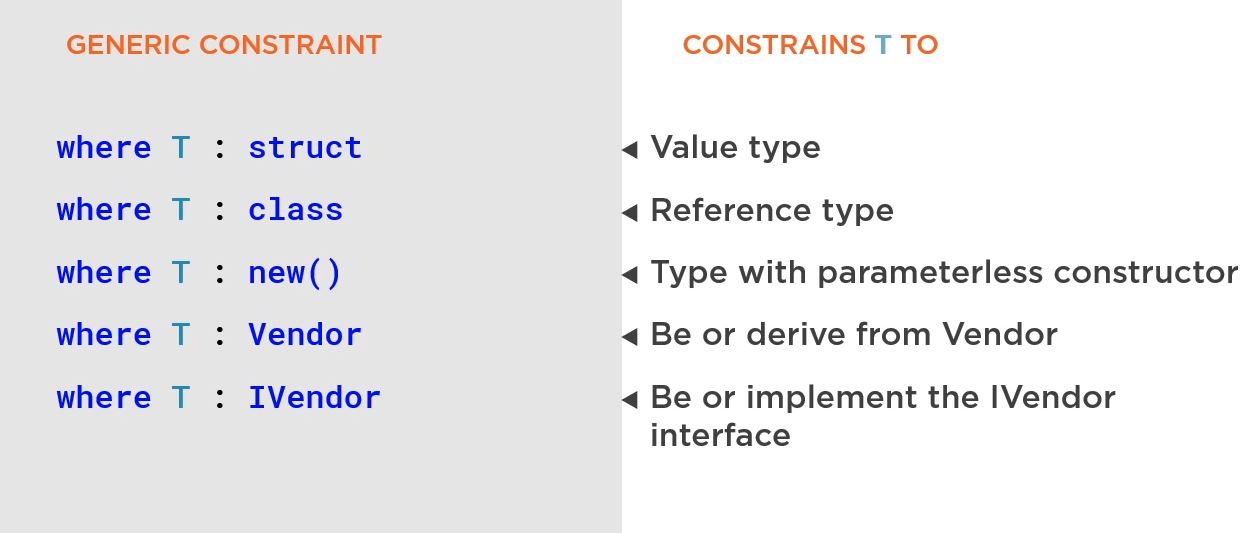 GENERIC CONSTRAINT
CONSTRAINS T TO
where T : struct
Value type
where T : class
Reference type
where T : new()
Type with parameterless constructor
where T : Vendor
Be or derive from Vendor
where T : IVendor
Be or implement the IVendor
interface